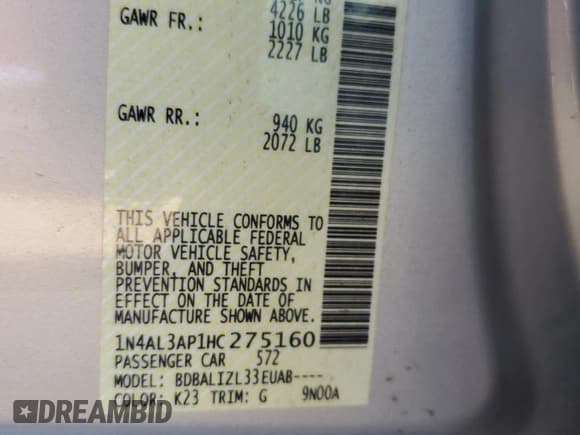 4226 LB
GAWR FR.: 1010 KG
2227 LB
GAWR RR.: 940 KG
2072 LB
THIS VEHICLE CONFORMS TO
ALL APPLICABLE FEDERAL
MOTOR VEHICLE SAFETY,
BUMPER, AND THEFT
PREVENTION STANDARDS IN
EFFECT ON THE DATE OF
MANUFACTURE SHOWN ABOVE.
1N4AL3AP1HC275160
PASSENGER CAR 572
MODEL: BDBALIZL33EUAB----
COLOR: K23 TRIM: G 9N00A
DREAMBID